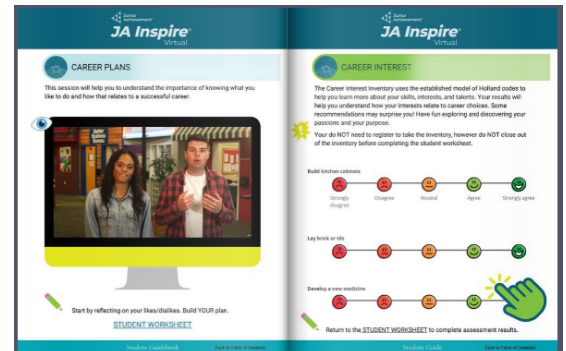 Junior
Achievement
JA Inspire
Virtual
CAREER PLANS
This session will help you to understand the importance of knowing what you
like to do and how that relates to a successful career.
Better
Business
Bureau
Start by reflecting on your likes/dislikes. Build YOUR plan.
STUDENT WORKSHEET
Student Guidebook
Back to Table of Contents
Junior
Achievement
JA Inspire
Virtual
CAREER INTEREST
The Career Interest Inventory uses the established model of Holland codes to
help you learn more about your skills, interests, and talents. Your results will
help you understand how your interests relate to career choices. Some
recommendations may surprise you! Have fun exploring and discovering your
passions and your purpose.
Your do NOT need to register to take the inventory, however do NOT close out
of the inventory before completing the student worksheet.
Build kitchen cabinets
Strongly disagree Disagree Neutral Agree Strongly agree
Lay brick or tile
Develop a new medicine
Return to the STUDENT WORKSHEET to complete assessment results.
Student Guide
Back to Table of Contents